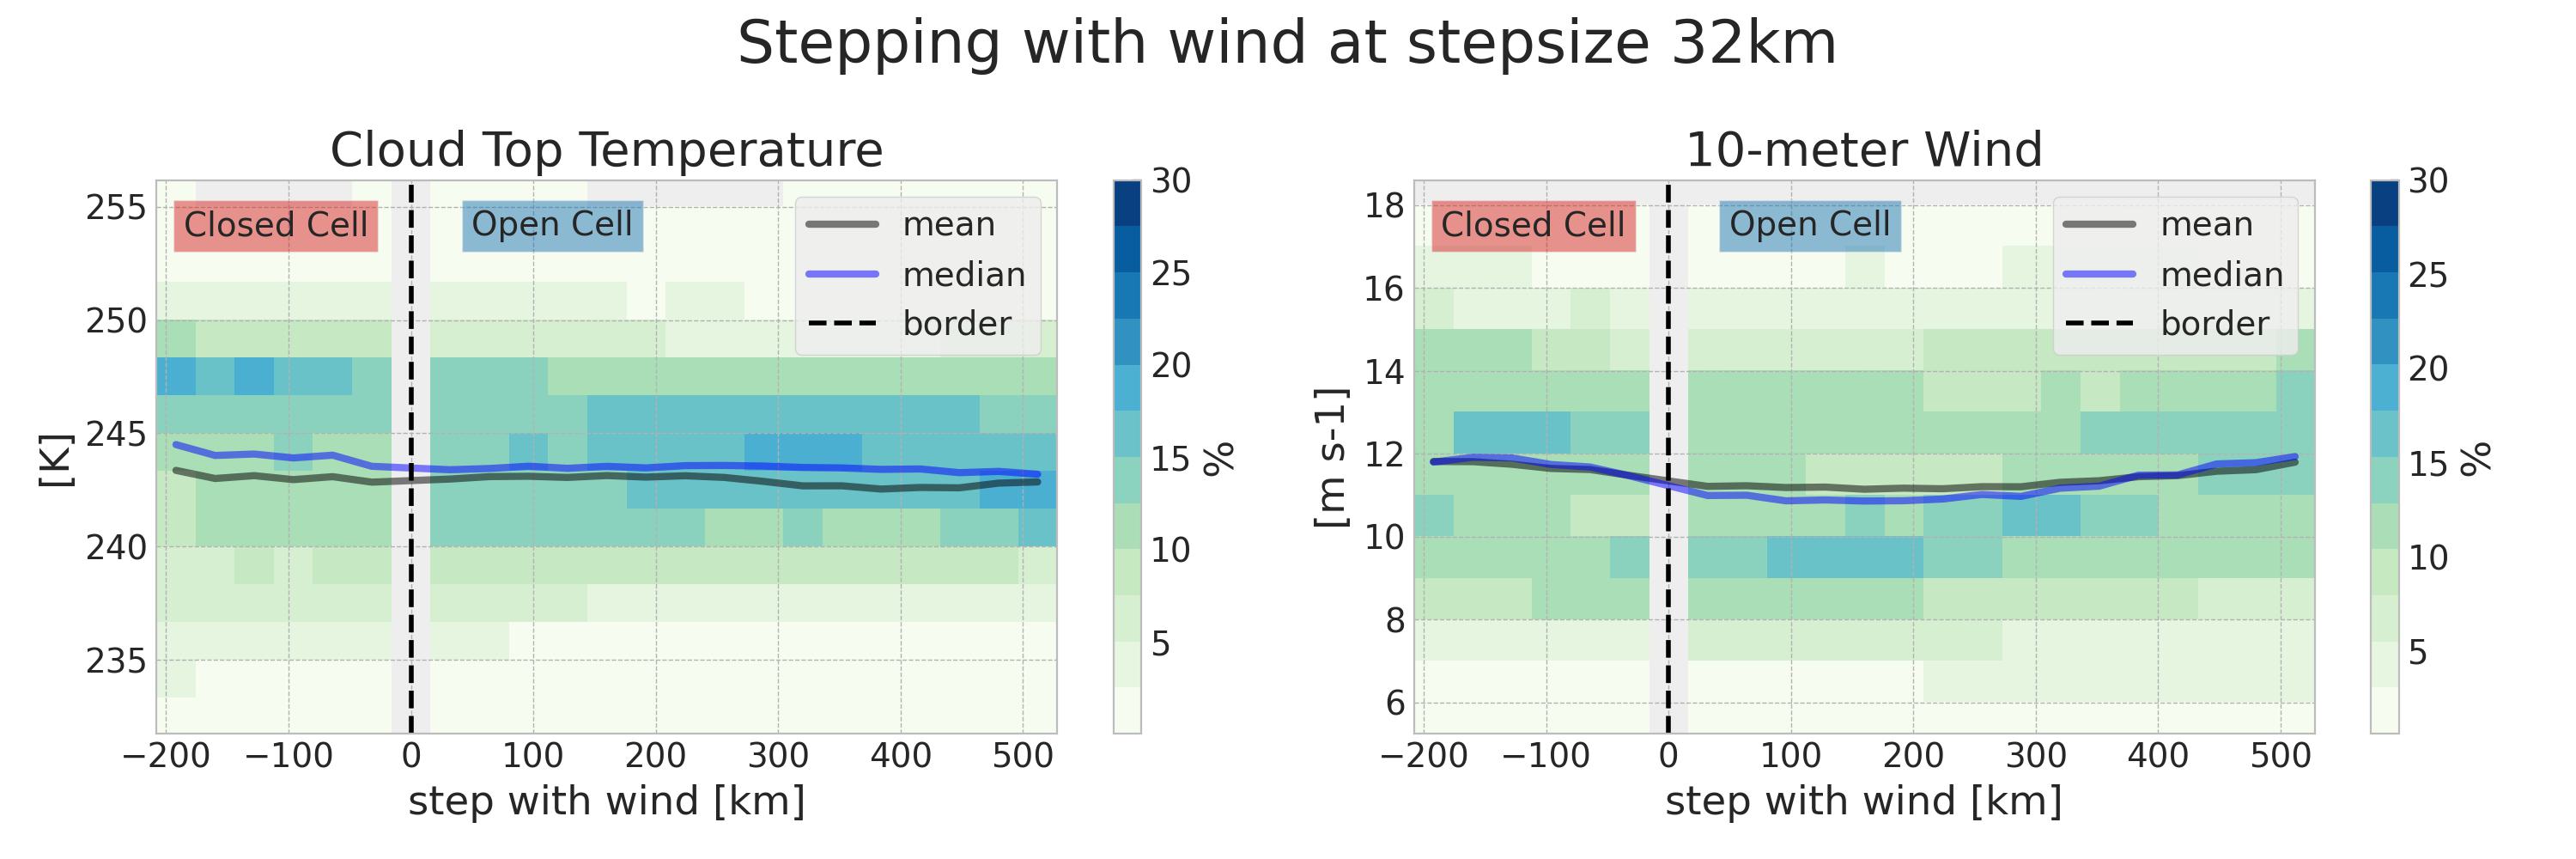 Stepping with wind at stepsize 32km
Cloud Top Temperature
[K]
255
250
245
240
235
Closed Cell
Open Cell
mean
median
border
−200 −100 0 100 200 300 400 500
step with wind [km]
30
25
20
15
10
5
%
10-meter Wind
[m s-1]
18
16
14
12
10
8
6
Closed Cell
Open Cell
mean
median
border
−200 −100 0 100 200 300 400 500
step with wind [km]
30
25
20
15
10
5
%